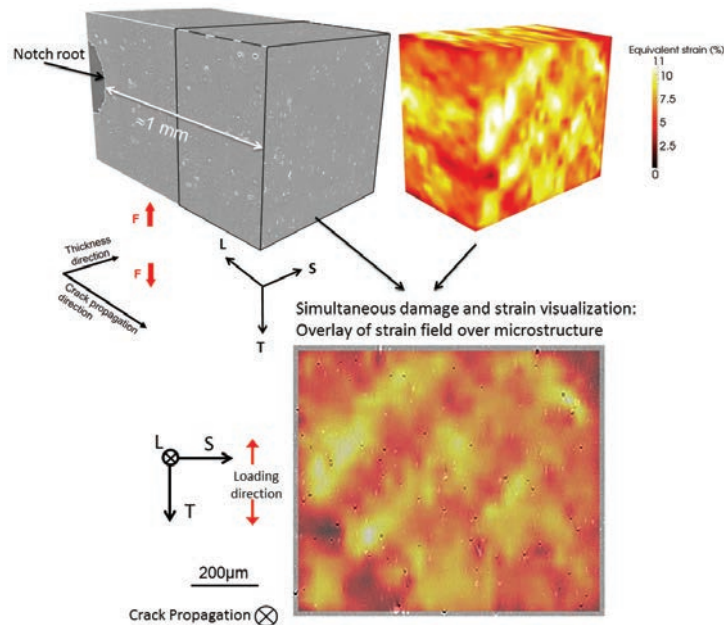 Notch root
≈1 mm
Equivalent strain (%)
11
10
7.5
5
2.5
0
F
F
Thickness
direction
Crack propagation
direction
L
S
T
Simultaneous damage and strain visualization:
Overlay of strain field over microstructure
L
S
T
Loading
direction
200µm
Crack Propagation